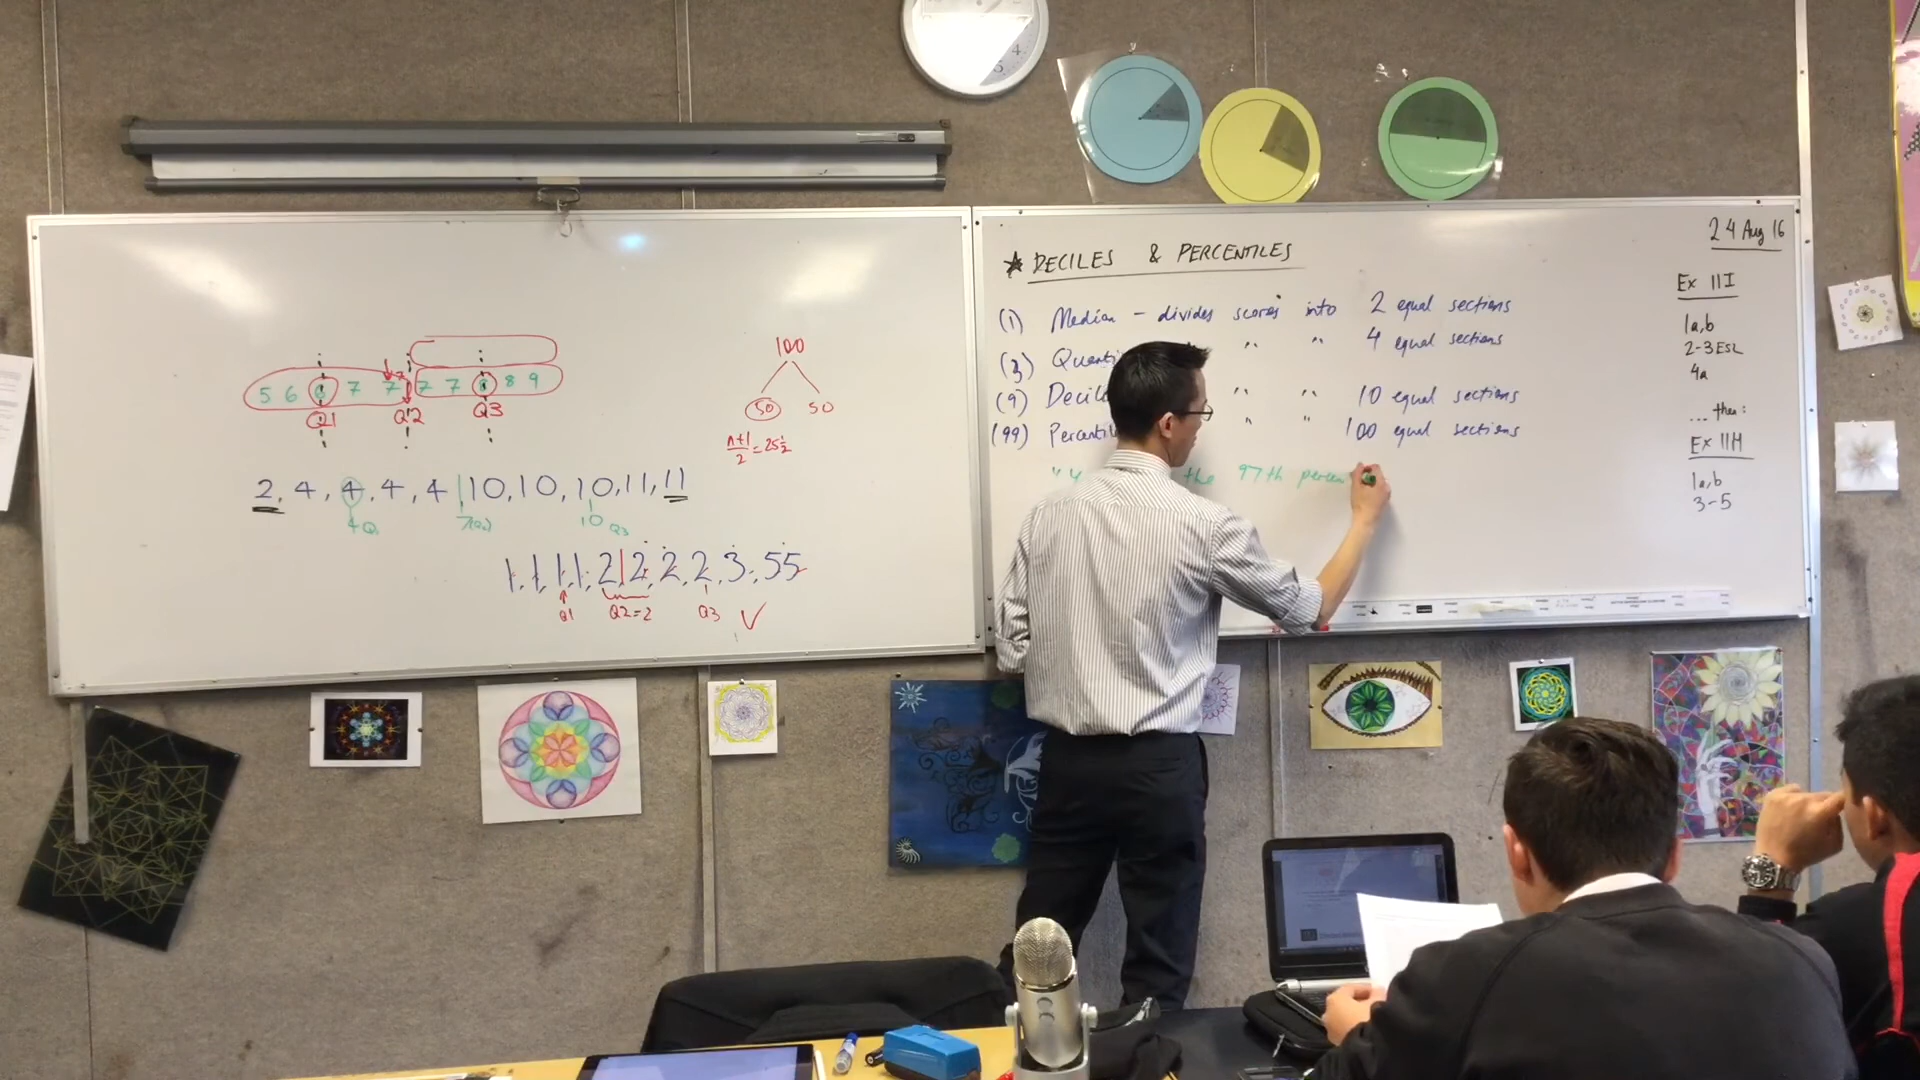 100
50 50
n+1/2 = 25½
5 6 6 7 7 7 7 8 8 9
Q1 Q2 Q3
2, 4, 4, 4, 4 | 10, 10, 10, 11, 11
4 Q1 7(Q2) 10 Q3
1, 1, 1, 1, 2 | 2, 2, 2, 3, 55
Q1 Q2=2 Q3
24 Aug 16
★ DECILES & PERCENTILES
(1) Median – divides scores into 2 equal sections
(3) " " 4 equal sections
(9) " " 10 equal sections
(99) " " 100 equal sections
the 97th
Ex 11I
1a,b
2-3 ESL
4a
... then:
Ex 11H
1a,b
3-5